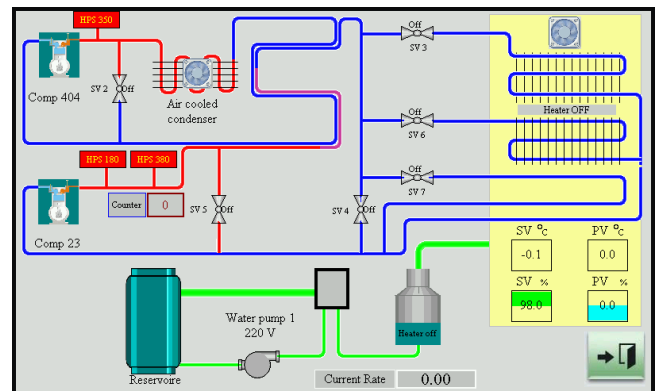 HPS 350
Off
SV 3
SV 2
Off
Comp 404
Air cooled
condenser
Off
SV 6
Heater OFF
HPS 180
HPS 380
Off
SV 7
Counter
0
SV 5
Off
SV 4
Off
Comp 23
SV °c
PV °c
-0.1
0.0
SV %
PV %
98.0
0.0
Water pump 1
220 V
Heater off
Reservoire
Current Rate
0.00